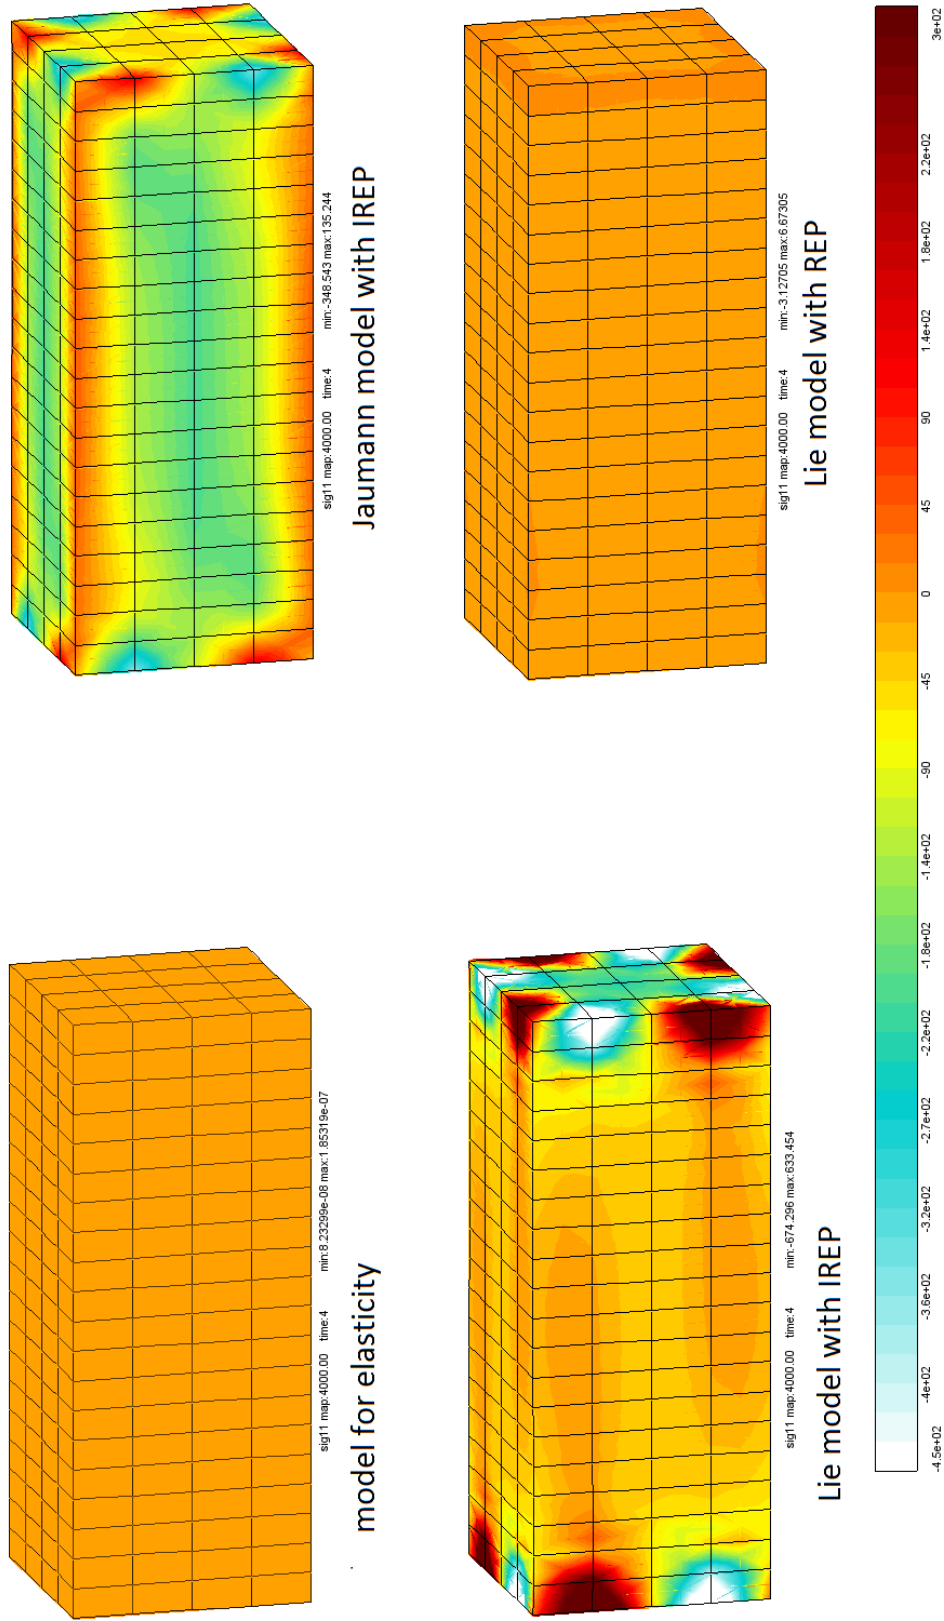 sig11 map:4000.00 time:4 min:8.23299e-08 max:1.85319e-07
model for elasticity
sig11 map:4000.00 time:4 min:-348.543 max:135.244
Jaumann model with IREP
sig11 map:4000.00 time:4 min:-674.296 max:633.454
Lie model with IREP
sig11 map:4000.00 time:4 min:-3.12705 max:6.67305
Lie model with REP
-4.5e+02 -4e+02 -3.6e+02 -3.2e+02 -2.7e+02 -2.2e+02 -1.8e+02 -1.4e+02 -90 -45 0 45 90 1.4e+02 1.8e+02 2.2e+02 3e+02